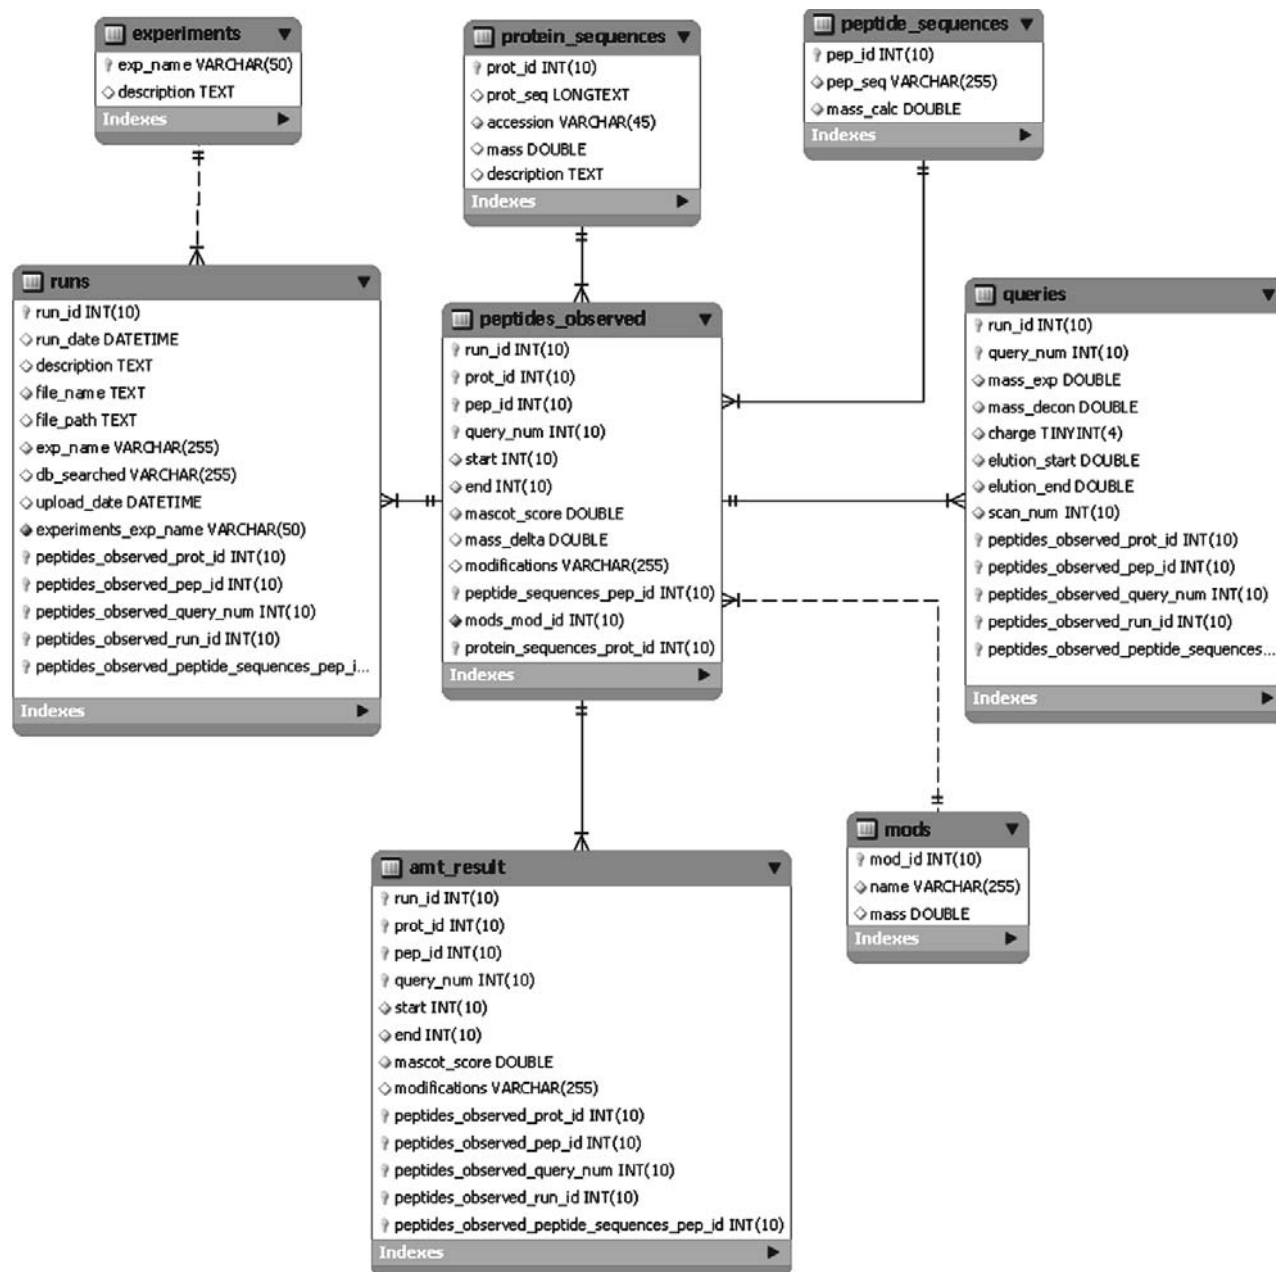 experiments
exp_name VARCHAR(50)
description TEXT
Indexes
protein_sequences
prot_id INT(10)
prot_seq LONGTEXT
accession VARCHAR(45)
mass DOUBLE
description TEXT
Indexes
peptide_sequences
pep_id INT(10)
pep_seq VARCHAR(255)
mass_calc DOUBLE
Indexes
runs
run_id INT(10)
run_date DATETIME
description TEXT
file_name TEXT
file_path TEXT
exp_name VARCHAR(255)
db_searched VARCHAR(255)
upload_date DATETIME
experiments_exp_name VARCHAR(50)
peptides_observed_prot_id INT(10)
peptides_observed_pep_id INT(10)
peptides_observed_query_num INT(10)
peptides_observed_run_id INT(10)
peptides_observed_peptide_sequences_pep_i...
Indexes
peptides_observed
run_id INT(10)
prot_id INT(10)
pep_id INT(10)
query_num INT(10)
start INT(10)
end INT(10)
mascot_score DOUBLE
mass_delta DOUBLE
modifications VARCHAR(255)
peptide_sequences_pep_id INT(10)
mods_mod_id INT(10)
protein_sequences_prot_id INT(10)
Indexes
queries
run_id INT(10)
query_num INT(10)
mass_exp DOUBLE
mass_decon DOUBLE
charge TINYINT(4)
elution_start DOUBLE
elution_end DOUBLE
scan_num INT(10)
peptides_observed_prot_id INT(10)
peptides_observed_pep_id INT(10)
peptides_observed_query_num INT(10)
peptides_observed_run_id INT(10)
peptides_observed_peptide_sequences...
Indexes
mods
mod_id INT(10)
name VARCHAR(255)
mass DOUBLE
Indexes
amt_result
run_id INT(10)
prot_id INT(10)
pep_id INT(10)
query_num INT(10)
start INT(10)
end INT(10)
mascot_score DOUBLE
modifications VARCHAR(255)
peptides_observed_prot_id INT(10)
peptides_observed_pep_id INT(10)
peptides_observed_query_num INT(10)
peptides_observed_run_id INT(10)
peptides_observed_peptide_sequences_pep_id INT(10)
Indexes